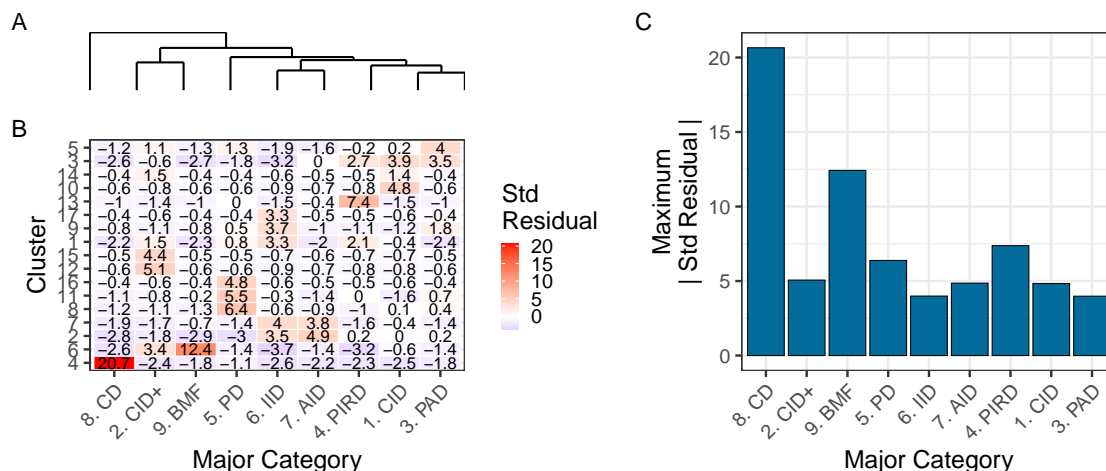 A
B
Cluster
5 −1.2 1.1 −1.3 1.3 −1.9 −1.6 −0.2 0.2 4
3 −2.6 −0.6 −2.7 −1.8 −3.2 0 2.7 3.9 3.5
14 −0.4 1.5 −0.4 −0.4 −0.6 −0.5 −0.5 1.4 −0.4
10 −0.6 −0.8 −0.6 −0.6 −0.9 −0.7 −0.8 4.8 −0.6
13 −1 −1.4 −1 0 −1.5 −0.4 7.4 −1.5 −1
17 −0.4 −0.6 −0.4 −0.4 3.3 −0.5 −0.5 −0.6 −0.4
9 −0.8 −1.1 −0.8 0.5 3.7 −1 −1.1 −1.2 1.8
1 −2.2 1.5 −2.3 0.8 3.3 −2 2.1 −0.4 −2.4
15 −0.5 4.4 −0.5 −0.5 −0.7 −0.6 −0.7 −0.7 −0.5
12 −0.6 5.1 −0.6 −0.6 −0.9 −0.7 −0.8 −0.8 −0.6
16 −0.4 −0.6 −0.4 4.8 −0.6 −0.5 −0.5 −0.6 −0.4
11 −1.1 −0.8 −0.2 5.5 −0.3 −1.4 0 −1.6 0.7
8 −1.2 −1.1 −1.3 6.4 −0.6 −0.9 −1 0.1 0.4
7 −1.9 −1.7 −0.7 −1.4 4 3.8 −1.6 −0.4 −1.4
2 −2.8 −1.8 −2.9 −3 3.5 4.9 0.2 0 0.2
6 −2.6 3.4 12.4 −1.4 −3.7 −1.4 −3.2 −0.6 −1.4
4 20.7 −2.4 −1.8 −1.1 −2.6 −2.2 −2.3 −2.5 −1.8
8. CD 2. CID+ 9. BMF 5. PD 6. IID 7. AID 4. PIRD 1. CID 3. PAD
Major Category
Std
Residual
20
15
10
5
0
C
Maximum
| Std Residual |
20
15
10
5
0
8. CD 2. CID+ 9. BMF 5. PD 6. IID 7. AID 4. PIRD 1. CID 3. PAD
Major Category